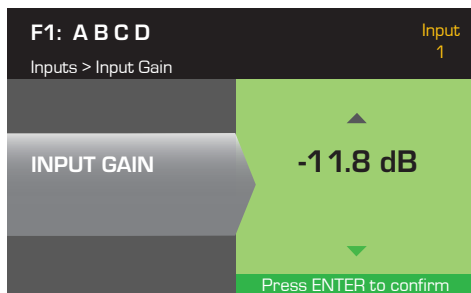 F1: A B C D
Input
1
Inputs > Input Gain
INPUT GAIN
-11.8 dB
Press ENTER to confirm